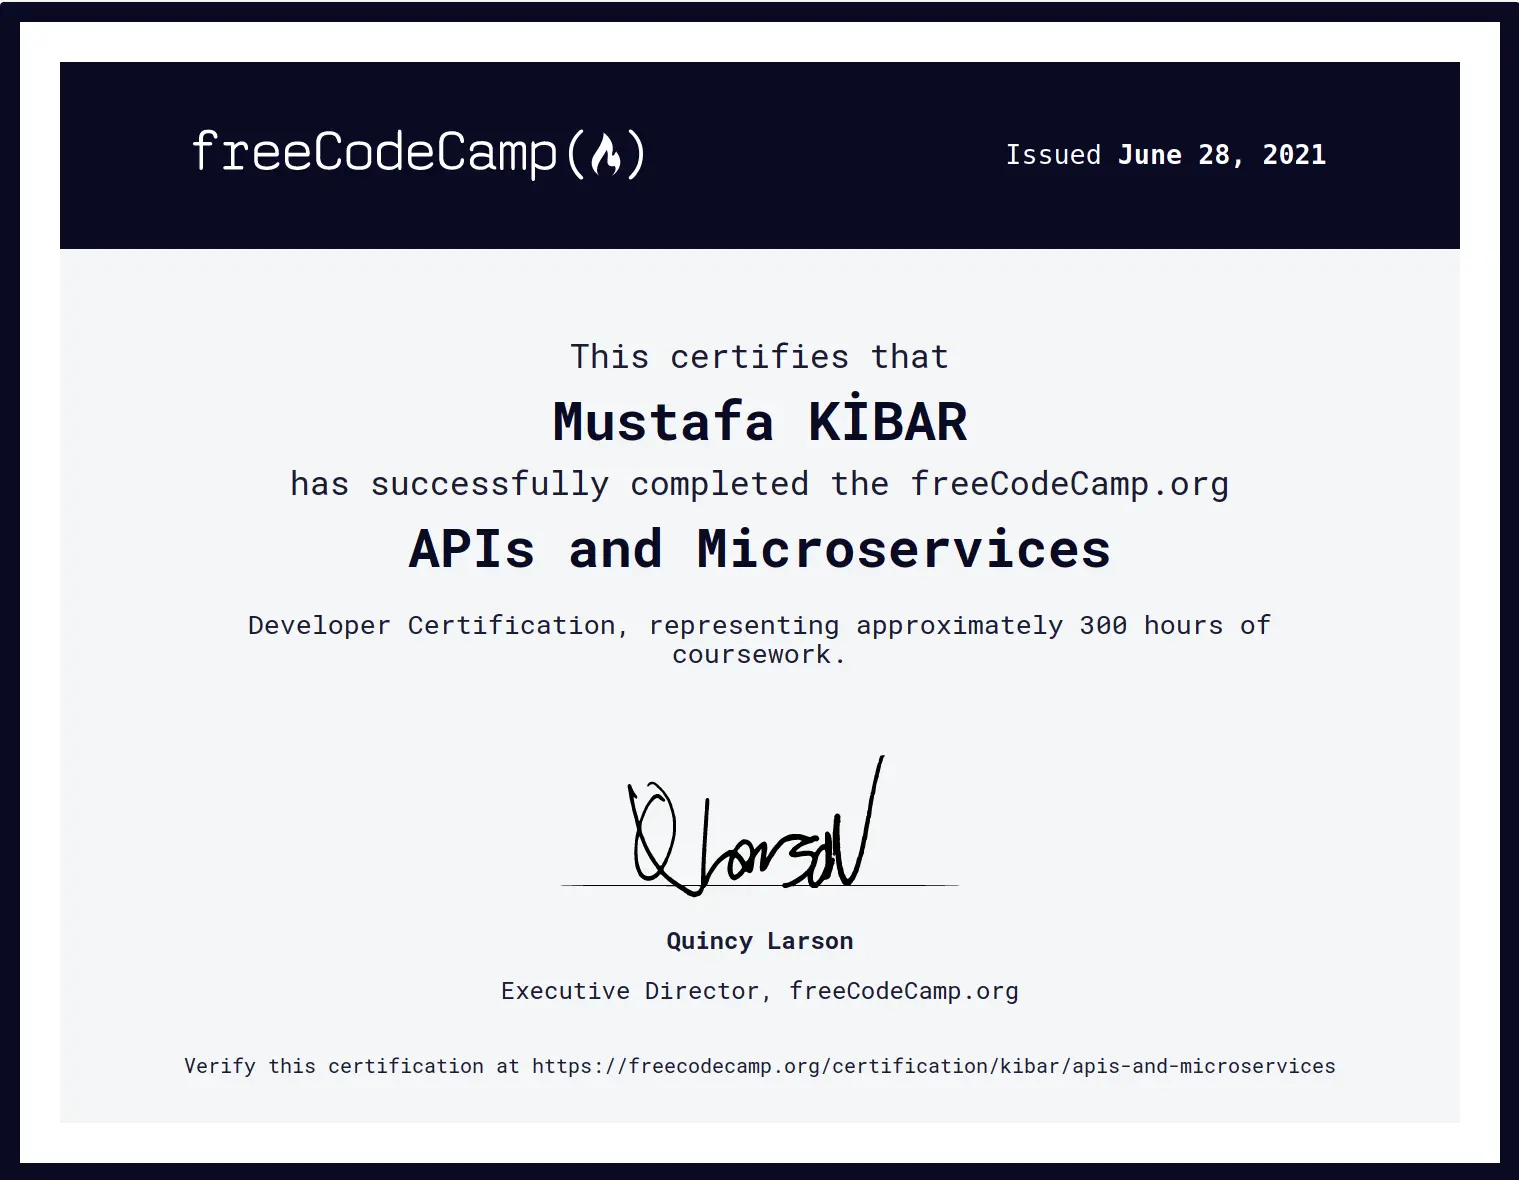 freeCodeCamp(🔥)
Issued June 28, 2021
This certifies that
Mustafa KİBAR
has successfully completed the freeCodeCamp.org
APIs and Microservices
Developer Certification, representing approximately 300 hours of
coursework.
Q Larson
Quincy Larson
Executive Director, freeCodeCamp.org
Verify this certification at https://freecodecamp.org/certification/kibar/apis-and-microservices